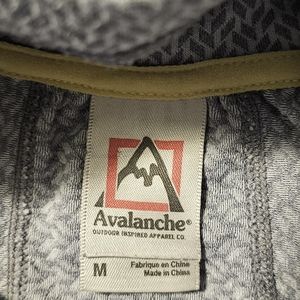 Avalanche®
OUTDOOR INSPIRED APPAREL CO.
M
Fabriqué en Chine
Made in China